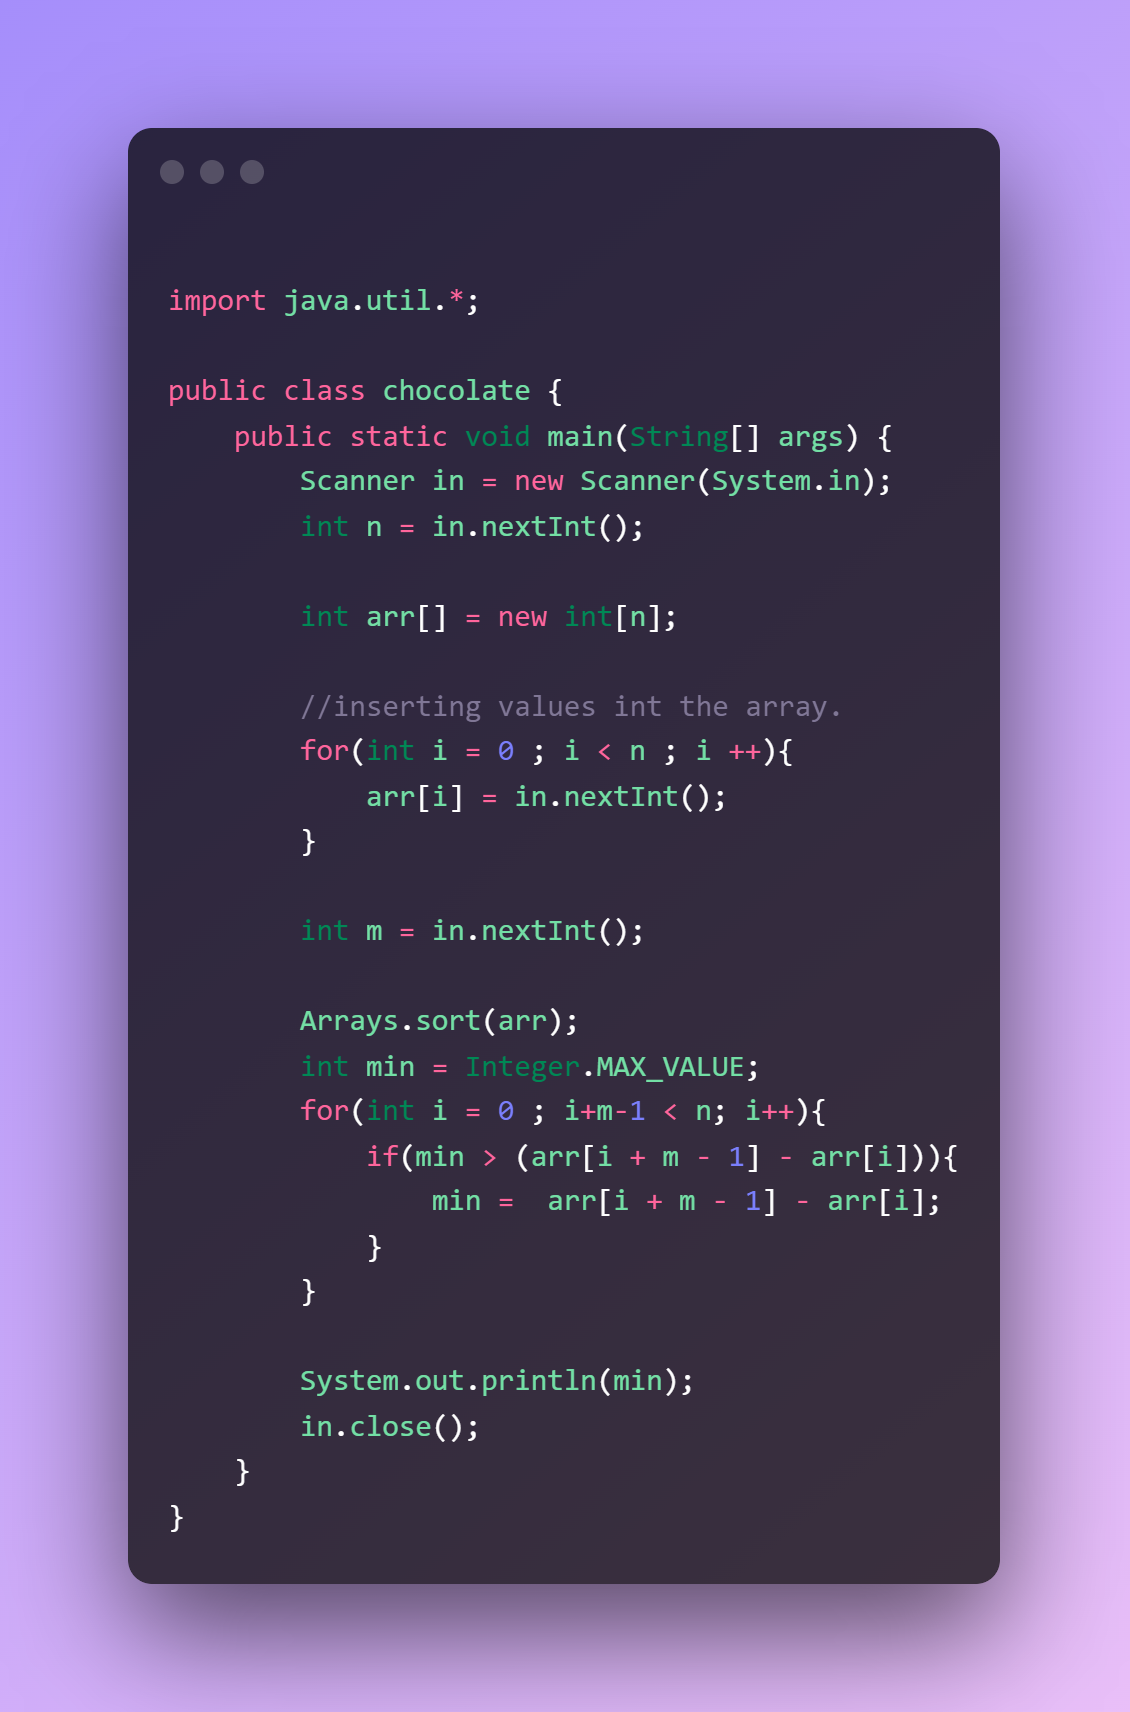 import java.util.*;
public class chocolate {
public static void main(String[] args) {
Scanner in = new Scanner(System.in);
int n = in.nextInt();
int arr[] = new int[n];
//inserting values int the array.
for(int i = 0 ; i < n ; i ++){
arr[i] = in.nextInt();
}
int m = in.nextInt();
Arrays.sort(arr);
int min = Integer.MAX_VALUE;
for(int i = 0 ; i+m-1 < n; i++){
if(min > (arr[i + m - 1] - arr[i])){
min =  arr[i + m - 1] - arr[i];
}
}
System.out.println(min);
in.close();
}
}